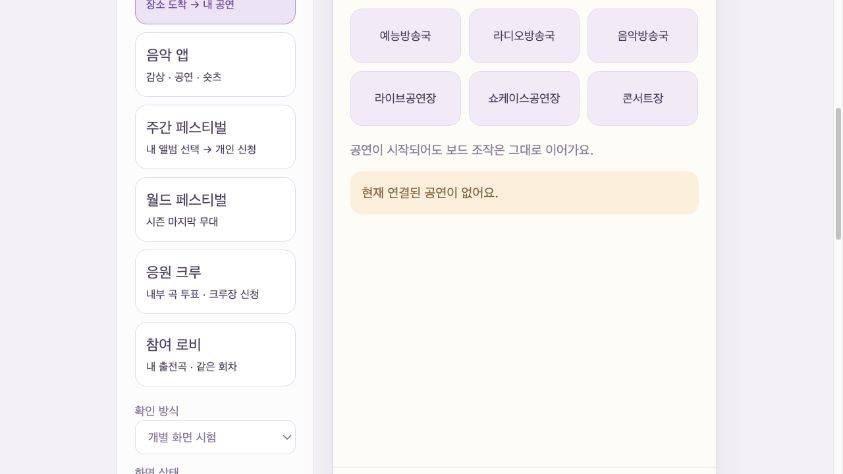 장소 도착 → 내 공연
음악 앱
감상 · 공연 · 숏츠
주간 페스티벌
내 앨범 선택 → 개인 신청
월드 페스티벌
시즌 마지막 무대
응원 크루
내부 곡 투표 · 크루장 신청
참여 로비
내 출전곡 · 같은 회차
확인 방식
개별 화면 시험
화면 상태
예능방송국
라디오방송국
음악방송국
라이브공연장
쇼케이스공연장
콘서트장
공연이 시작되어도 보드 조작은 그대로 이어가요.
현재 연결된 공연이 없어요.